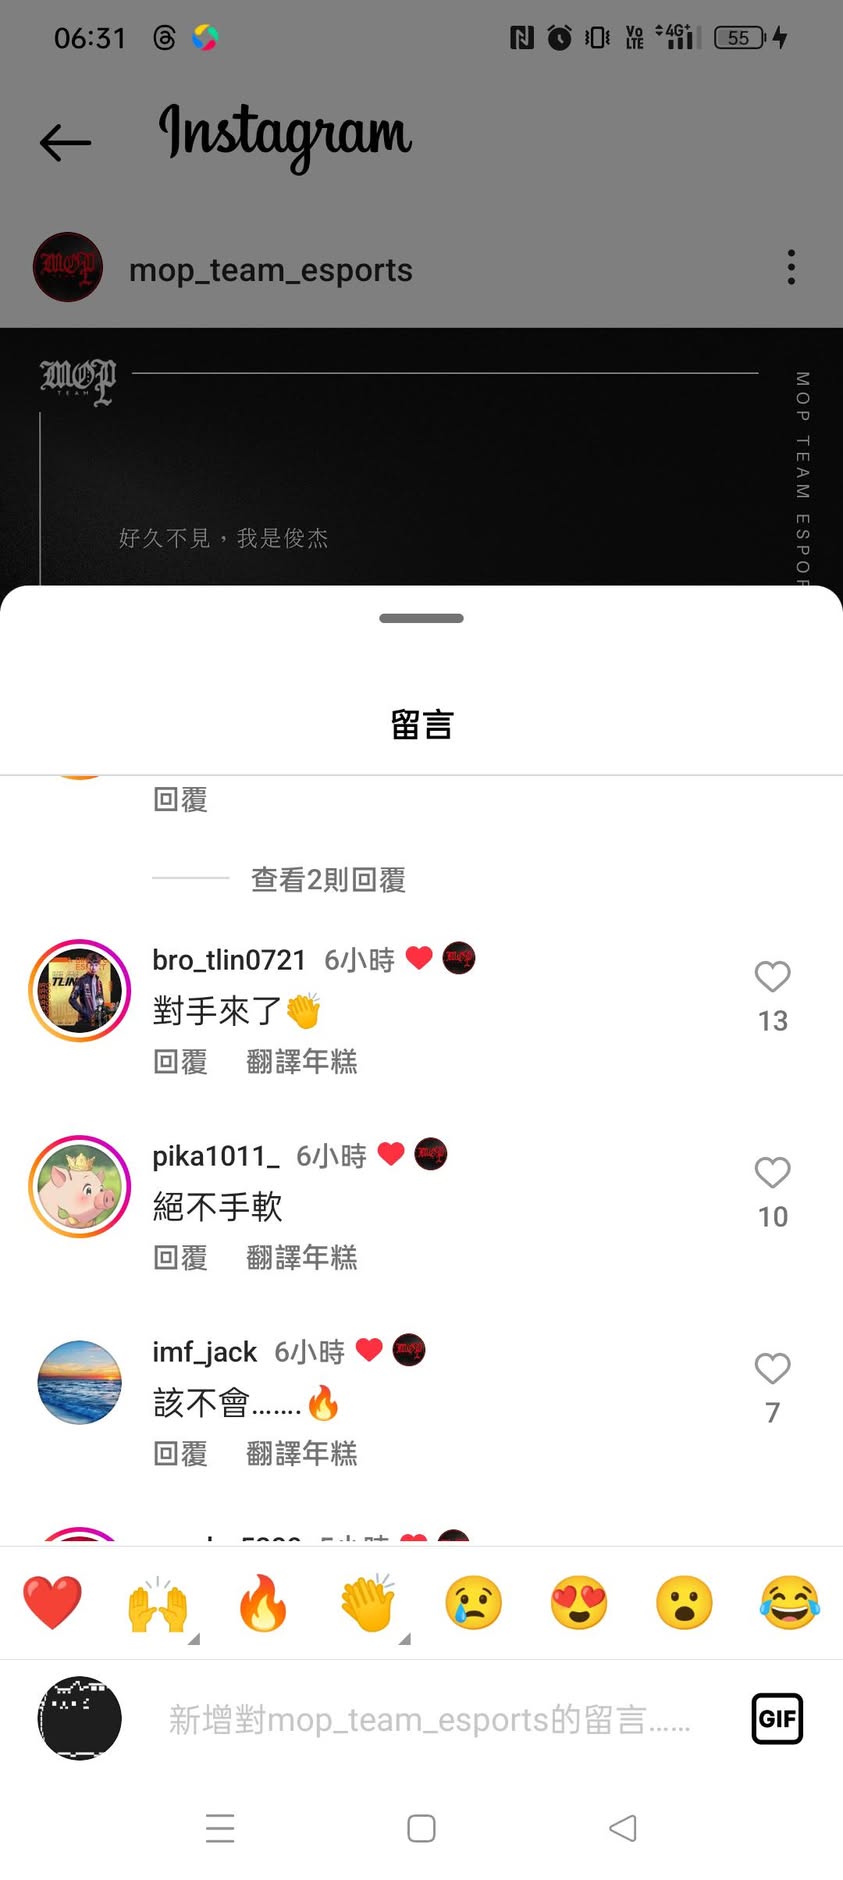 06:31
VoLTE 4G+ 55
Instagram
mop_team_esports
MOP
TEAM
MOP TEAM ESPOR
好久不見，我是俊杰
留言
回覆
查看2則回覆
bro_tlin0721 6小時
對手來了👏
回覆 翻譯年糕
13
pika1011_ 6小時
絕不手軟
回覆 翻譯年糕
10
imf_jack 6小時
該不會…….🔥
回覆 翻譯年糕
7
新增對mop_team_esports的留言……
GIF